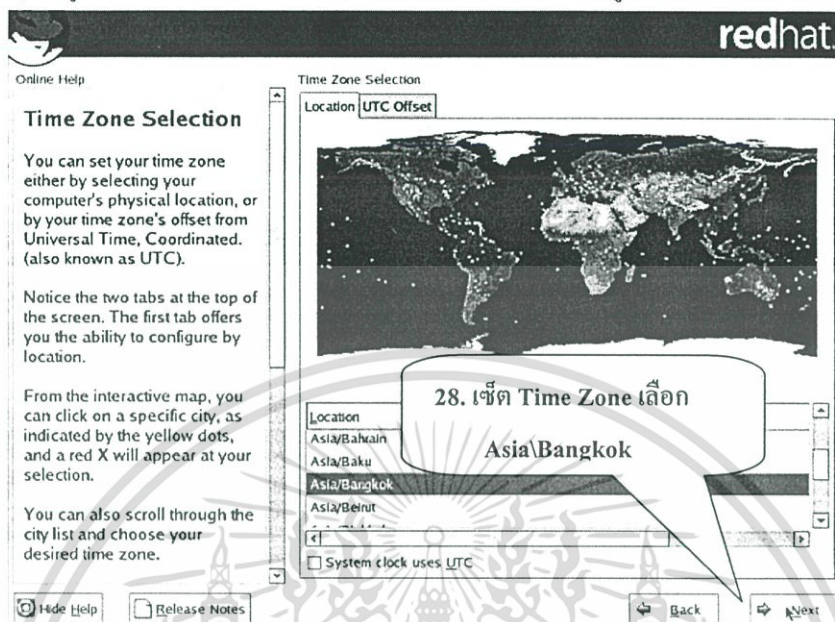 redhat.
Online Help
Time Zone Selection
You can set your time zone
either by selecting your
computer's physical location, or
by your time zone's offset from
Universal Time, Coordinated.
(also known as UTC).
Notice the two tabs at the top of
the screen. The first tab offers
you the ability to configure by
location.
From the interactive map, you
can click on a specific city, as
indicated by the yellow dots,
and a red X will appear at your
selection.
You can also scroll through the
city list and choose your
desired time zone.
Time Zone Selection
Location UTC Offset
28. เซ็ต Time Zone เลือก
Asia\Bangkok
Location
Asia/Bahrain
Asia/Baku
Asia/Bangkok
Asia/Beirut
System clock uses UTC
Hide Help Release Notes Back Next